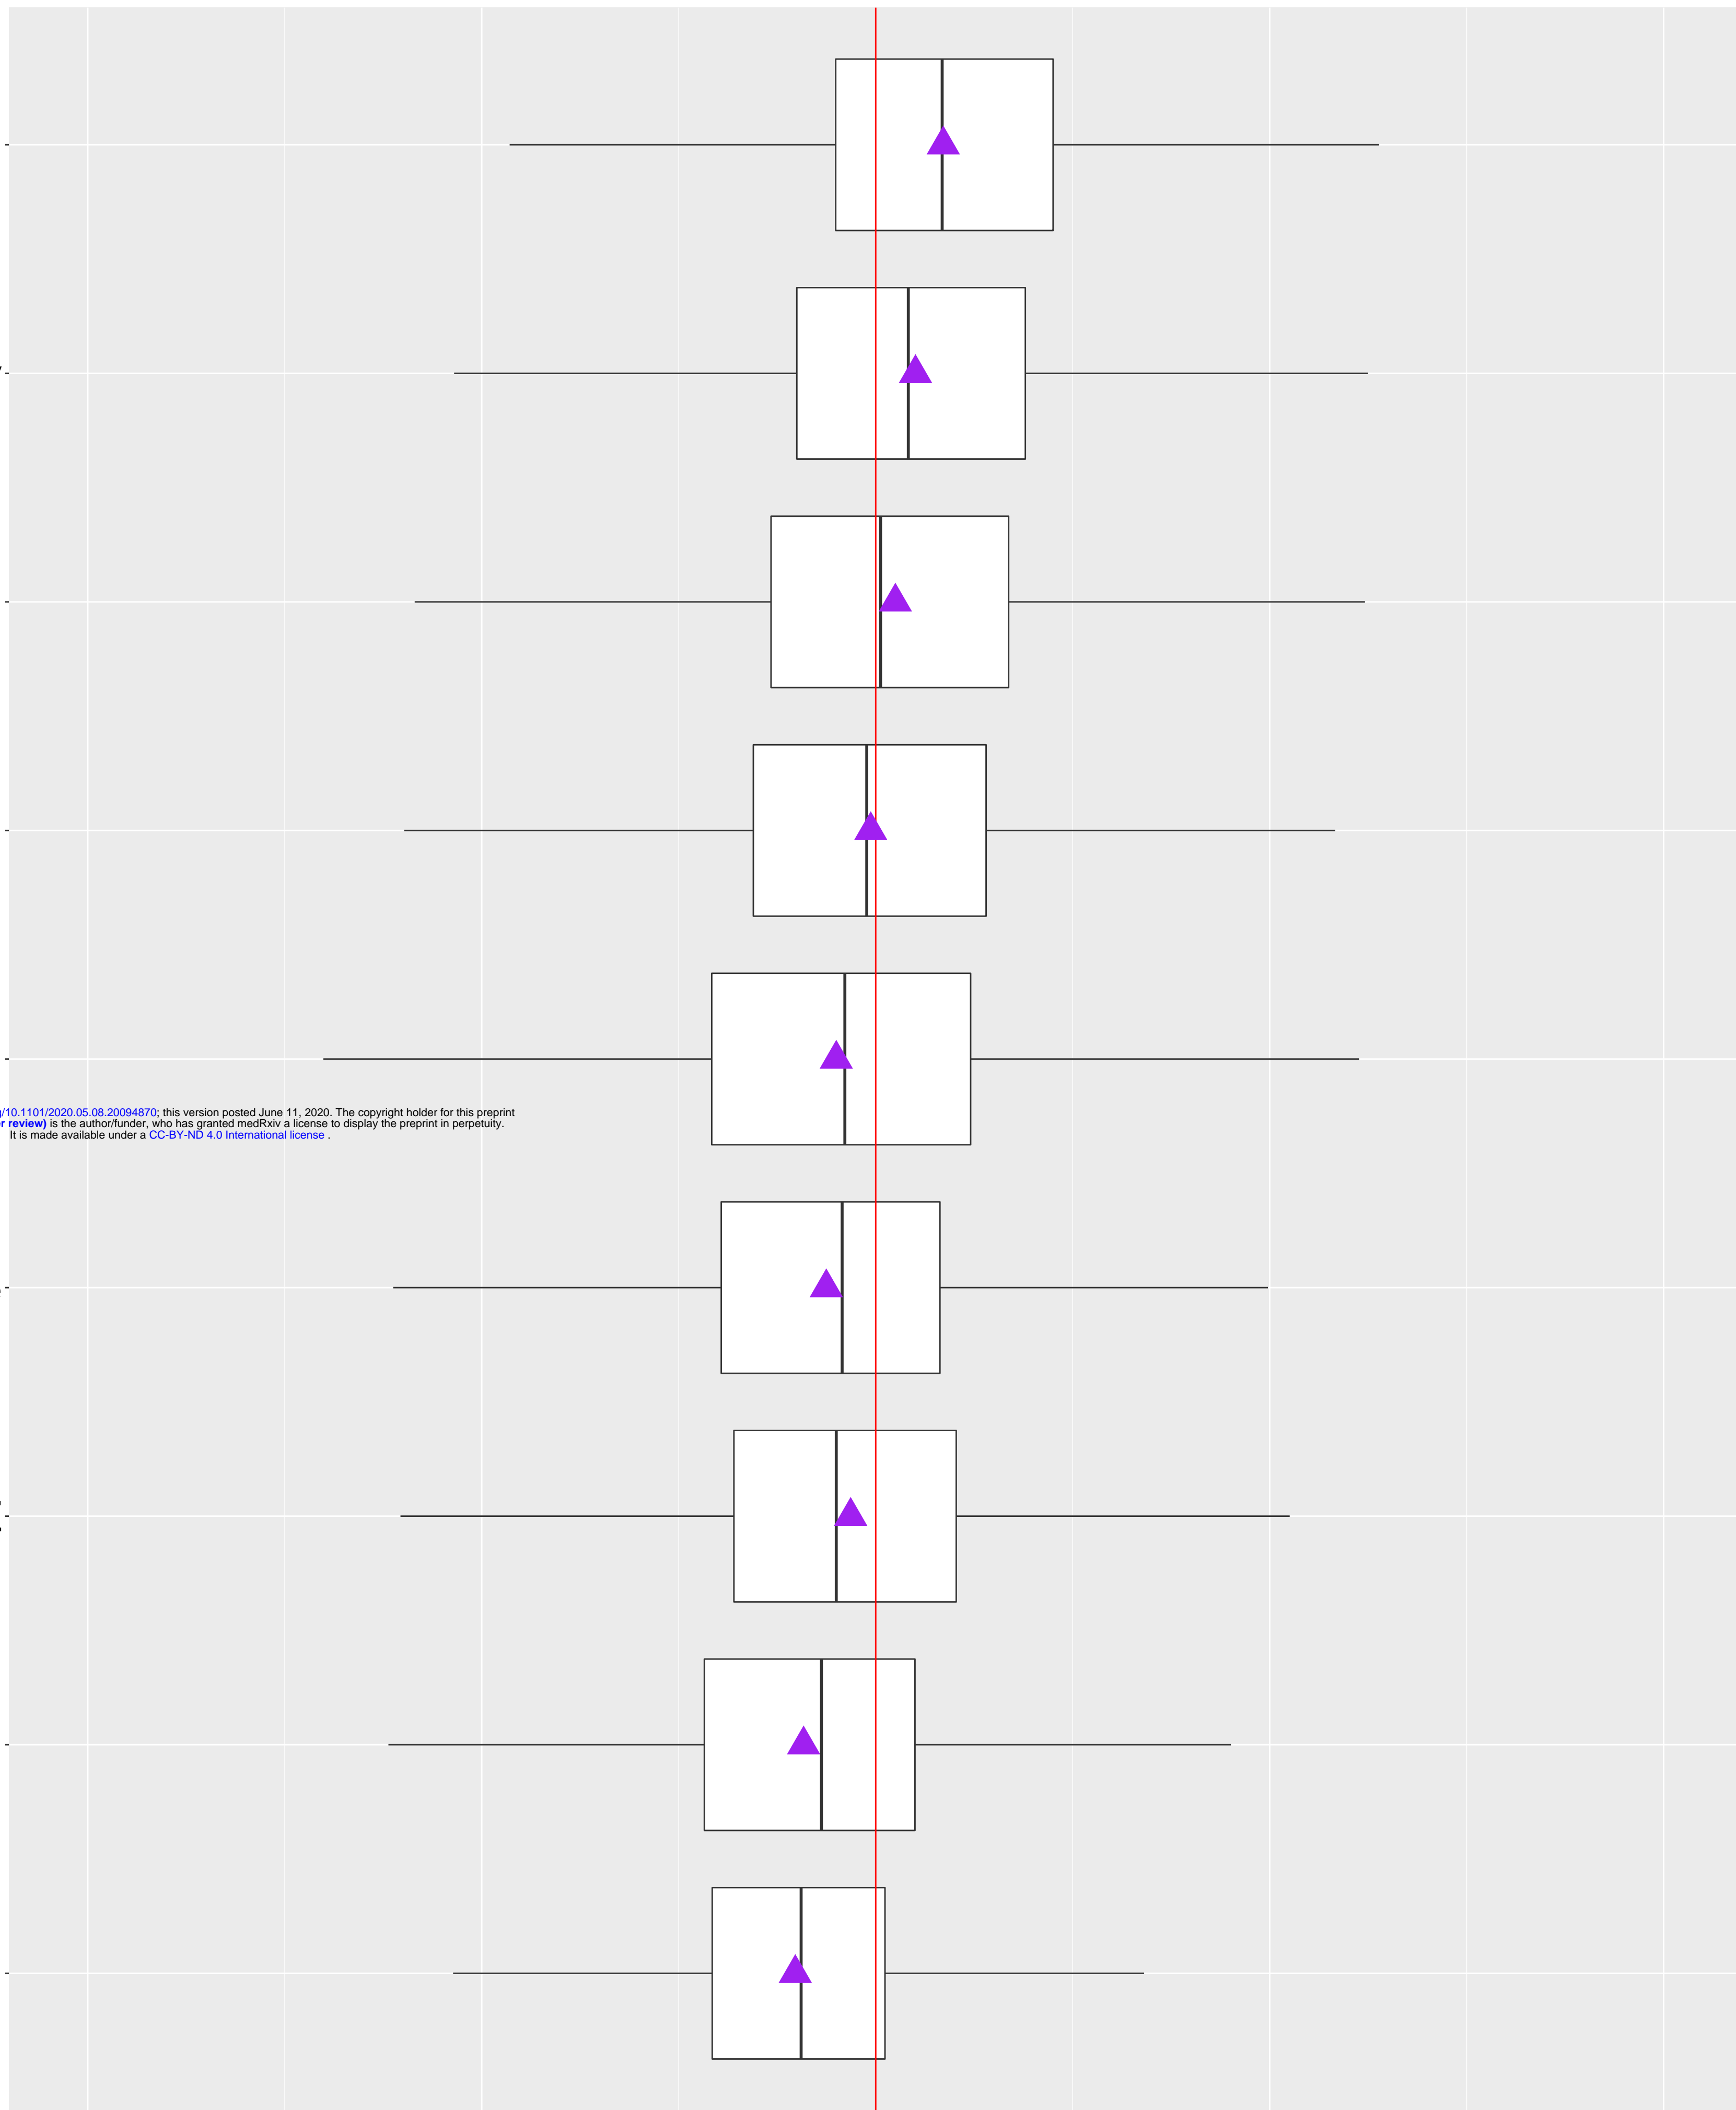 /10.1101/2020.05.08.20094870; this version posted June 11, 2020. The copyright holder for this preprint
review) is the author/funder, who has granted medRxiv a license to display the preprint in perpetuity.
It is made available under a CC-BY-ND 4.0 International license .